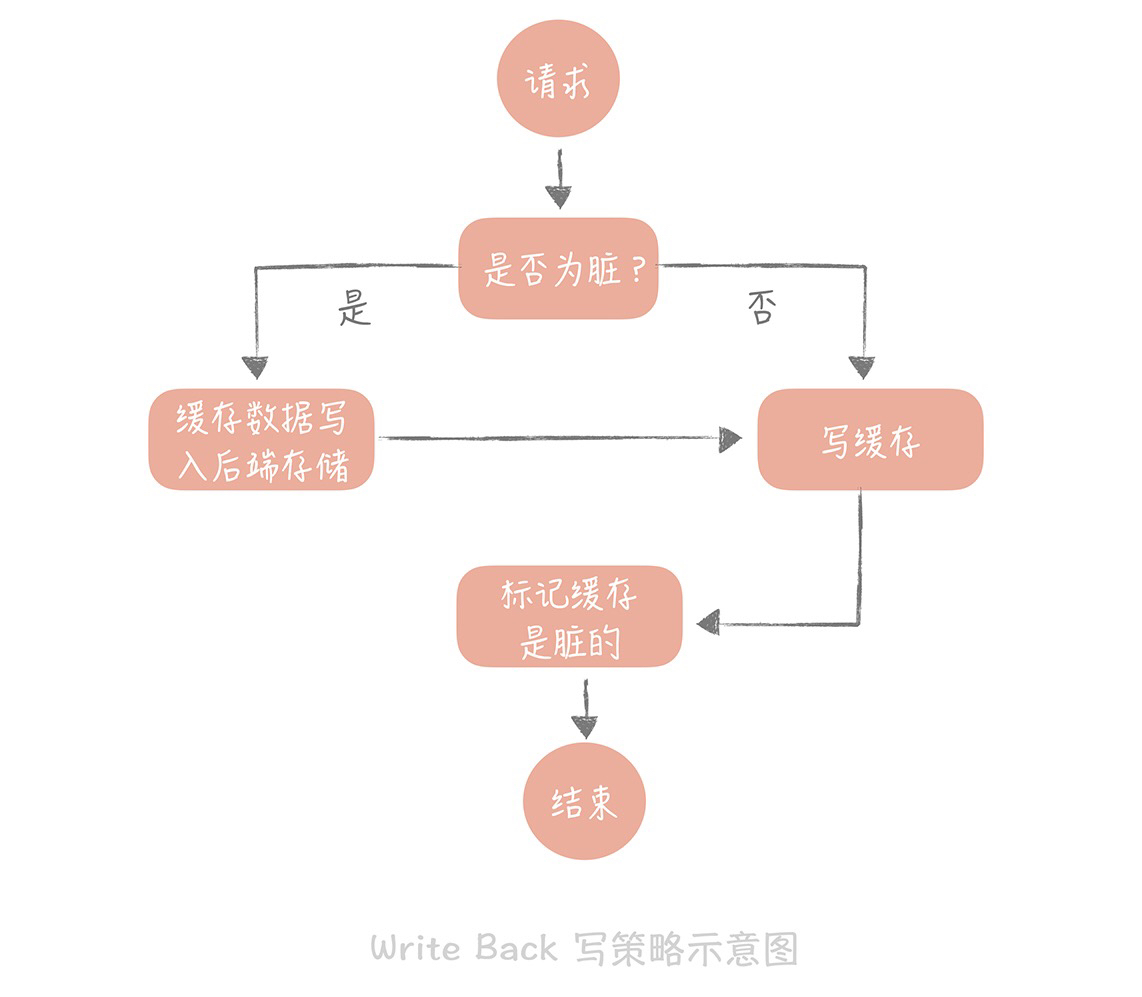 请求
是否为脏？
是
否
缓存数据写
入后端存储
写缓存
标记缓存
是脏的
结束
Write Back 写策略示意图